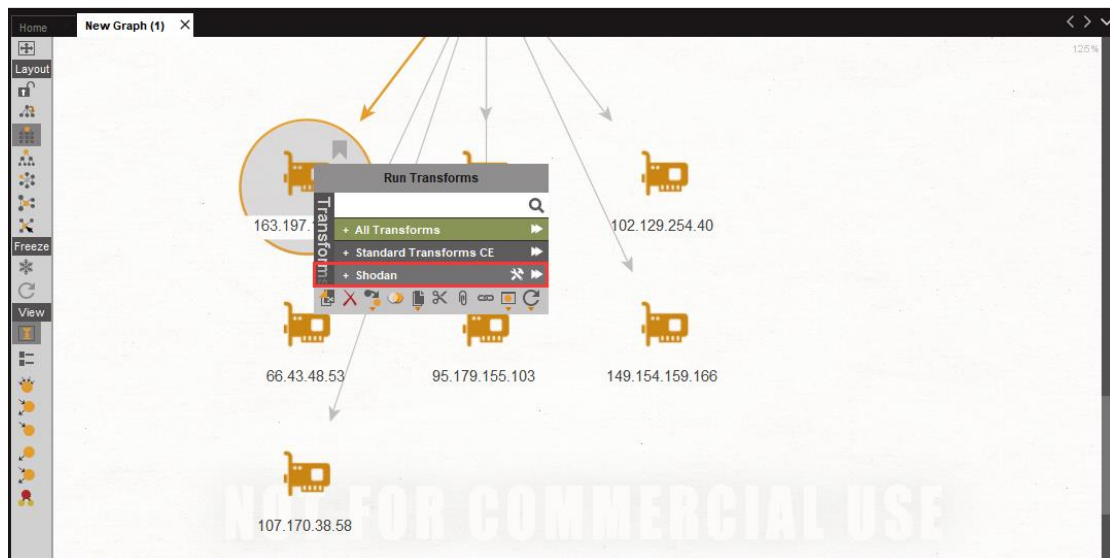 Home
New Graph (1)
125%
Layout
Freeze
View
Run Transforms
Transforms
+ All Transforms
+ Standard Transforms CE
+ Shodan
163.197.
102.129.254.40
66.43.48.53
95.179.155.103
149.154.159.166
107.170.38.58
NOT FOR COMMERCIAL USE